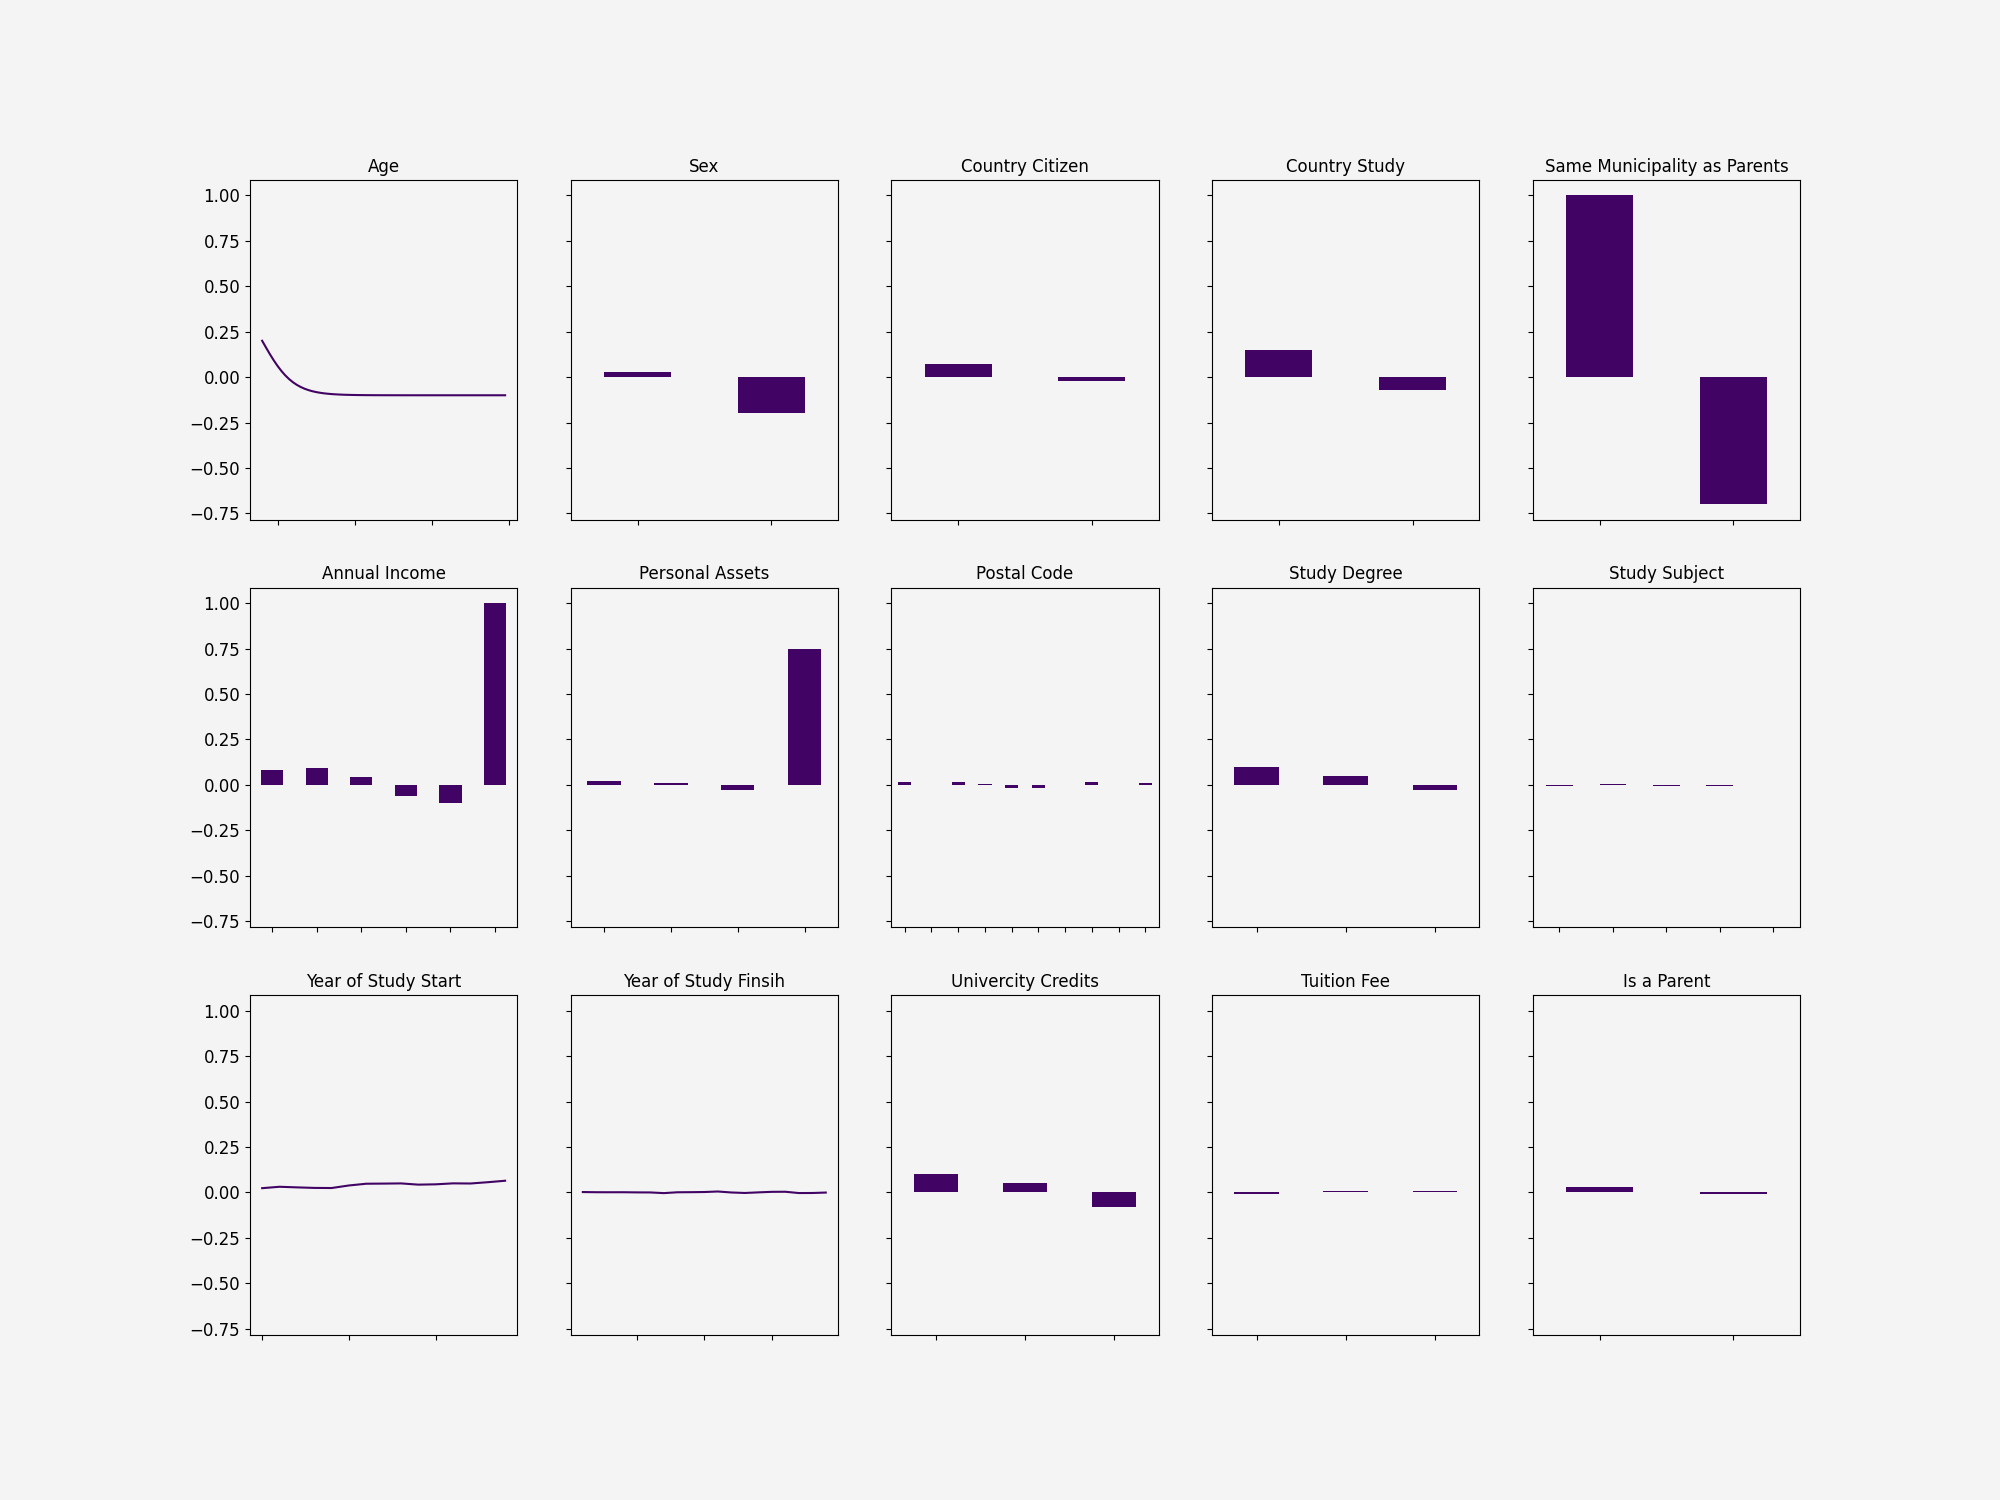 Age
Sex
Country Citizen
Country Study
Same Municipality as Parents
1.00
0.75
0.50
0.25
0.00
−0.25
−0.50
−0.75
Annual Income
Personal Assets
Postal Code
Study Degree
Study Subject
1.00
0.75
0.50
0.25
0.00
−0.25
−0.50
−0.75
Year of Study Start
Year of Study Finsih
Univercity Credits
Tuition Fee
Is a Parent
1.00
0.75
0.50
0.25
0.00
−0.25
−0.50
−0.75